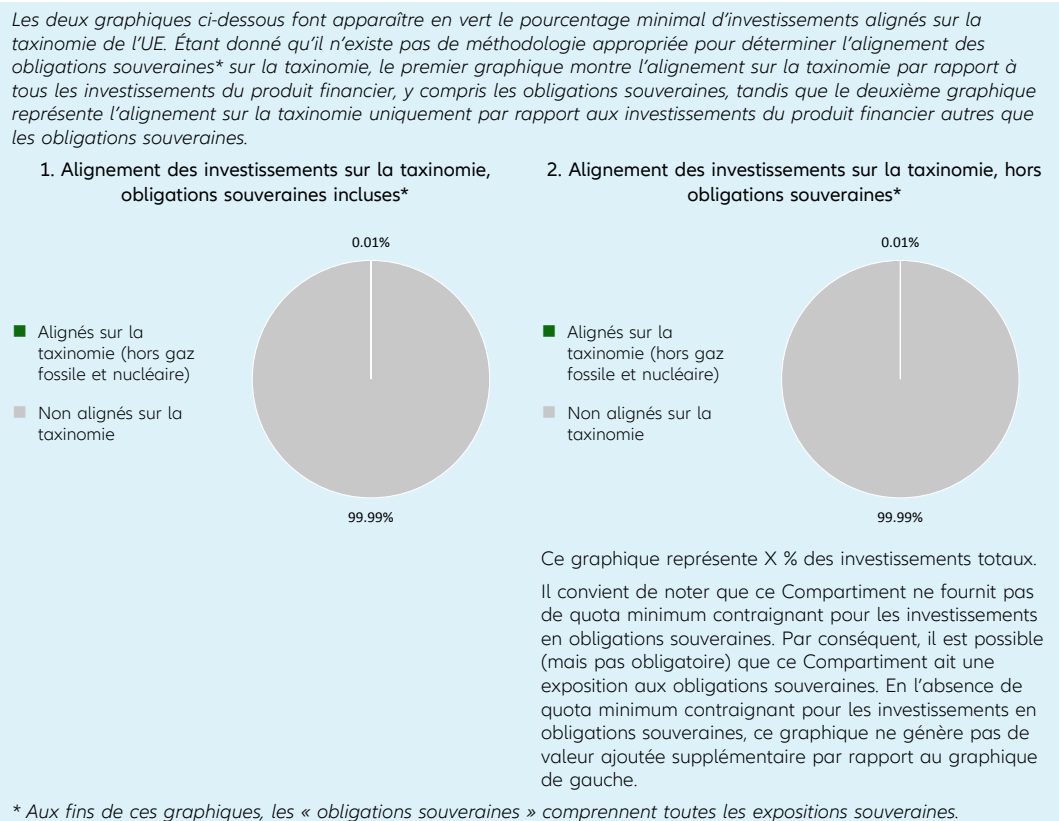 Les deux graphiques ci-dessous font apparaître en vert le pourcentage minimal d'investissements alignés sur la
taxinomie de l'UE. Étant donné qu'il n'existe pas de méthodologie appropriée pour déterminer l'alignement des
obligations souveraines* sur la taxinomie, le premier graphique montre l'alignement sur la taxinomie par rapport à
tous les investissements du produit financier, y compris les obligations souveraines, tandis que le deuxième graphique
représente l'alignement sur la taxinomie uniquement par rapport aux investissements du produit financier autres que
les obligations souveraines.
1. Alignement des investissements sur la taxinomie,
obligations souveraines incluses*
0.01%
Alignés sur la
taxinomie (hors gaz
fossile et nucléaire)
Non alignés sur la
taxinomie
99.99%
2. Alignement des investissements sur la taxinomie, hors
obligations souveraines*
0.01%
Alignés sur la
taxinomie (hors gaz
fossile et nucléaire)
Non alignés sur la
taxinomie
99.99%
Ce graphique représente X % des investissements totaux.
Il convient de noter que ce Compartiment ne fournit pas
de quota minimum contraignant pour les investissements
en obligations souveraines. Par conséquent, il est possible
(mais pas obligatoire) que ce Compartiment ait une
exposition aux obligations souveraines. En l'absence de
quota minimum contraignant pour les investissements en
obligations souveraines, ce graphique ne génère pas de
valeur ajoutée supplémentaire par rapport au graphique
de gauche.
* Aux fins de ces graphiques, les « obligations souveraines » comprennent toutes les expositions souveraines.